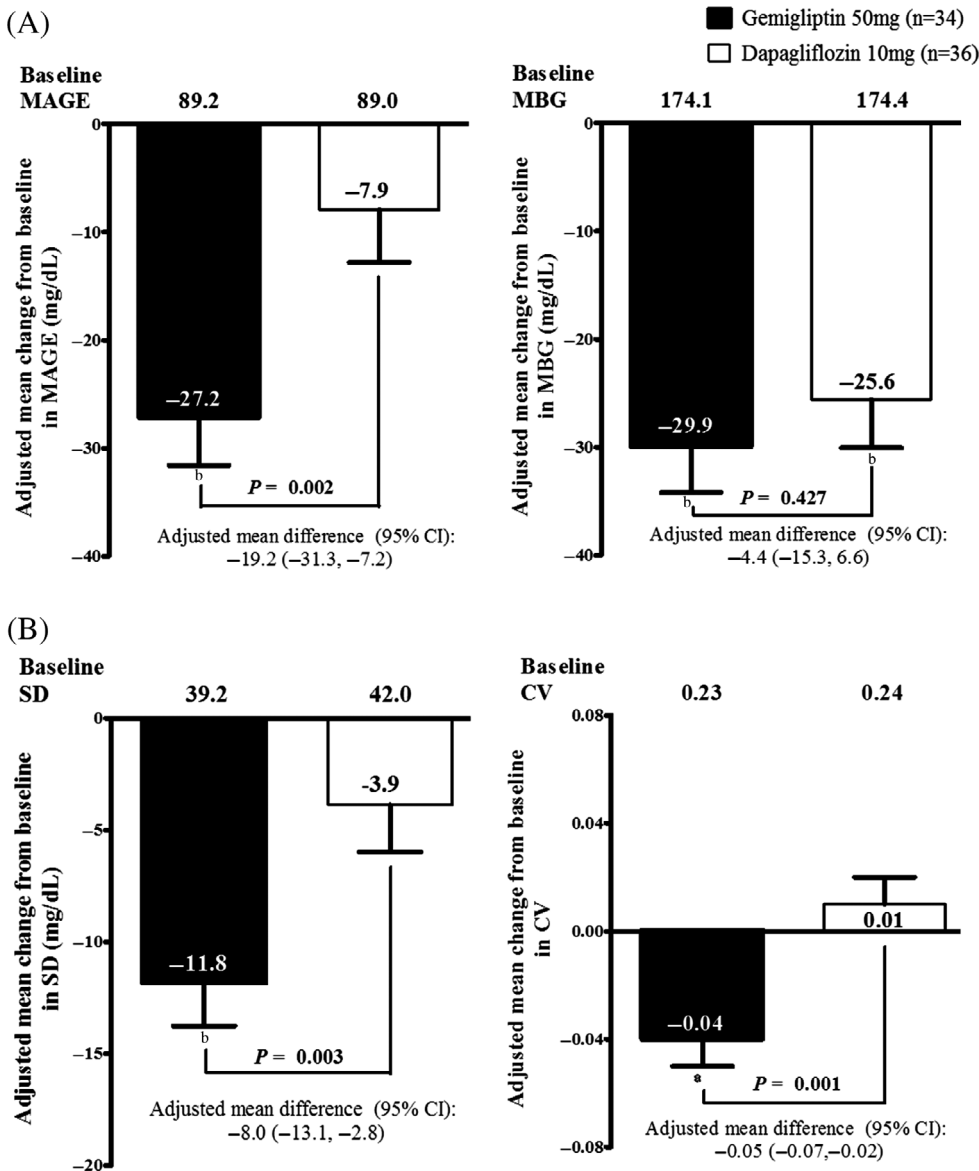 (A)
Gemigliptin 50mg (n=34)
Dapagliflozin 10mg (n=36)
Baseline
MAGE 89.2 89.0
0
−10
−20
−30
−40
Adjusted mean change from baseline
in MAGE (mg/dL)
−7.9
−27.2
b
P = 0.002
Adjusted mean difference (95% CI):
−19.2 (−31.3, −7.2)
Baseline
MBG 174.1 174.4
0
−10
−20
−30
−40
Adjusted mean change from baseline
in MBG (mg/dL)
−25.6
−29.9
b
b
P = 0.427
Adjusted mean difference (95% CI):
−4.4 (−15.3, 6.6)
(B)
Baseline
SD 39.2 42.0
0
−5
−10
−15
−20
Adjusted mean change from baseline
in SD (mg/dL)
-3.9
−11.8
b
P = 0.003
Adjusted mean difference (95% CI):
−8.0 (−13.1, −2.8)
Baseline
CV 0.23 0.24
0.08
0.04
0.00
−0.04
−0.08
Adjusted mean change from baseline
in CV
0.01
−0.04
a
P = 0.001
Adjusted mean difference (95% CI):
−0.05 (−0.07,−0.02)